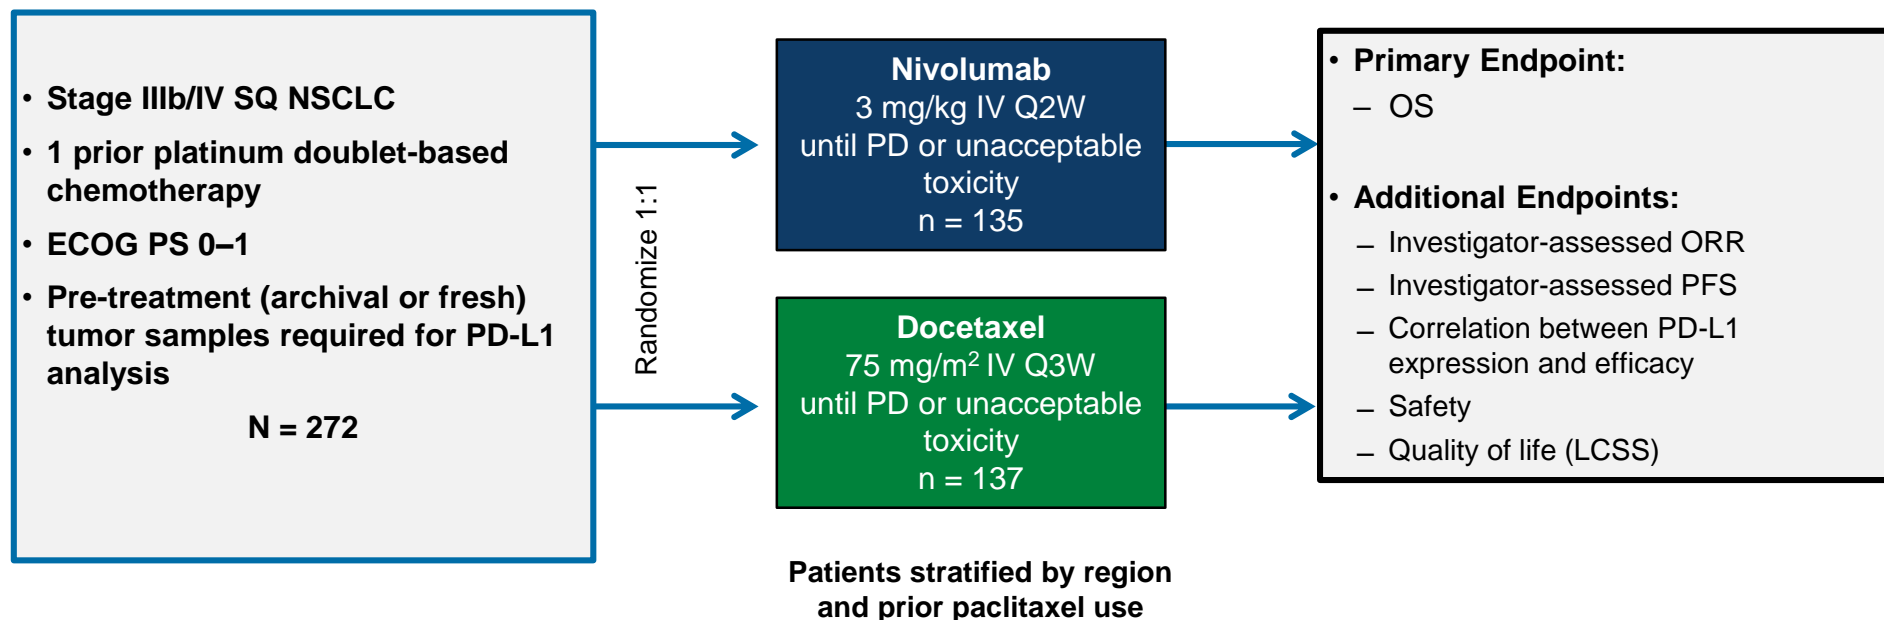 • Stage IIIb/IV SQ NSCLC
• 1 prior platinum doublet-based
chemotherapy
• ECOG PS 0–1
• Pre-treatment (archival or fresh)
tumor samples required for PD-L1
analysis
N = 272
Randomize 1:1
Nivolumab
3 mg/kg IV Q2W
until PD or unacceptable
toxicity
n = 135
Docetaxel
75 mg/m² IV Q3W
until PD or unacceptable
toxicity
n = 137
Patients stratified by region
and prior paclitaxel use
• Primary Endpoint:
– OS
• Additional Endpoints:
– Investigator-assessed ORR
– Investigator-assessed PFS
– Correlation between PD-L1
expression and efficacy
– Safety
– Quality of life (LCSS)